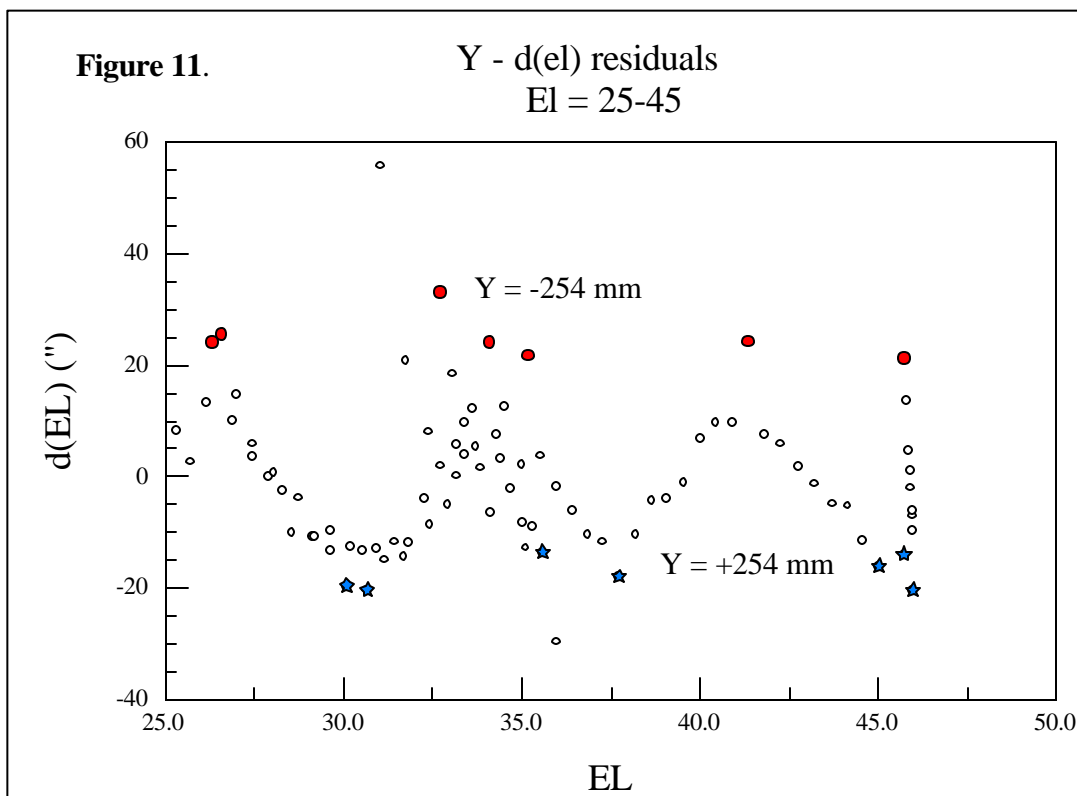 Figure 11.
Y - d(el) residuals
El = 25-45
60
40
20
0
-20
-40
d(EL) (")
Y = -254 mm
Y = +254 mm
25.0 30.0 35.0 40.0 45.0 50.0
EL